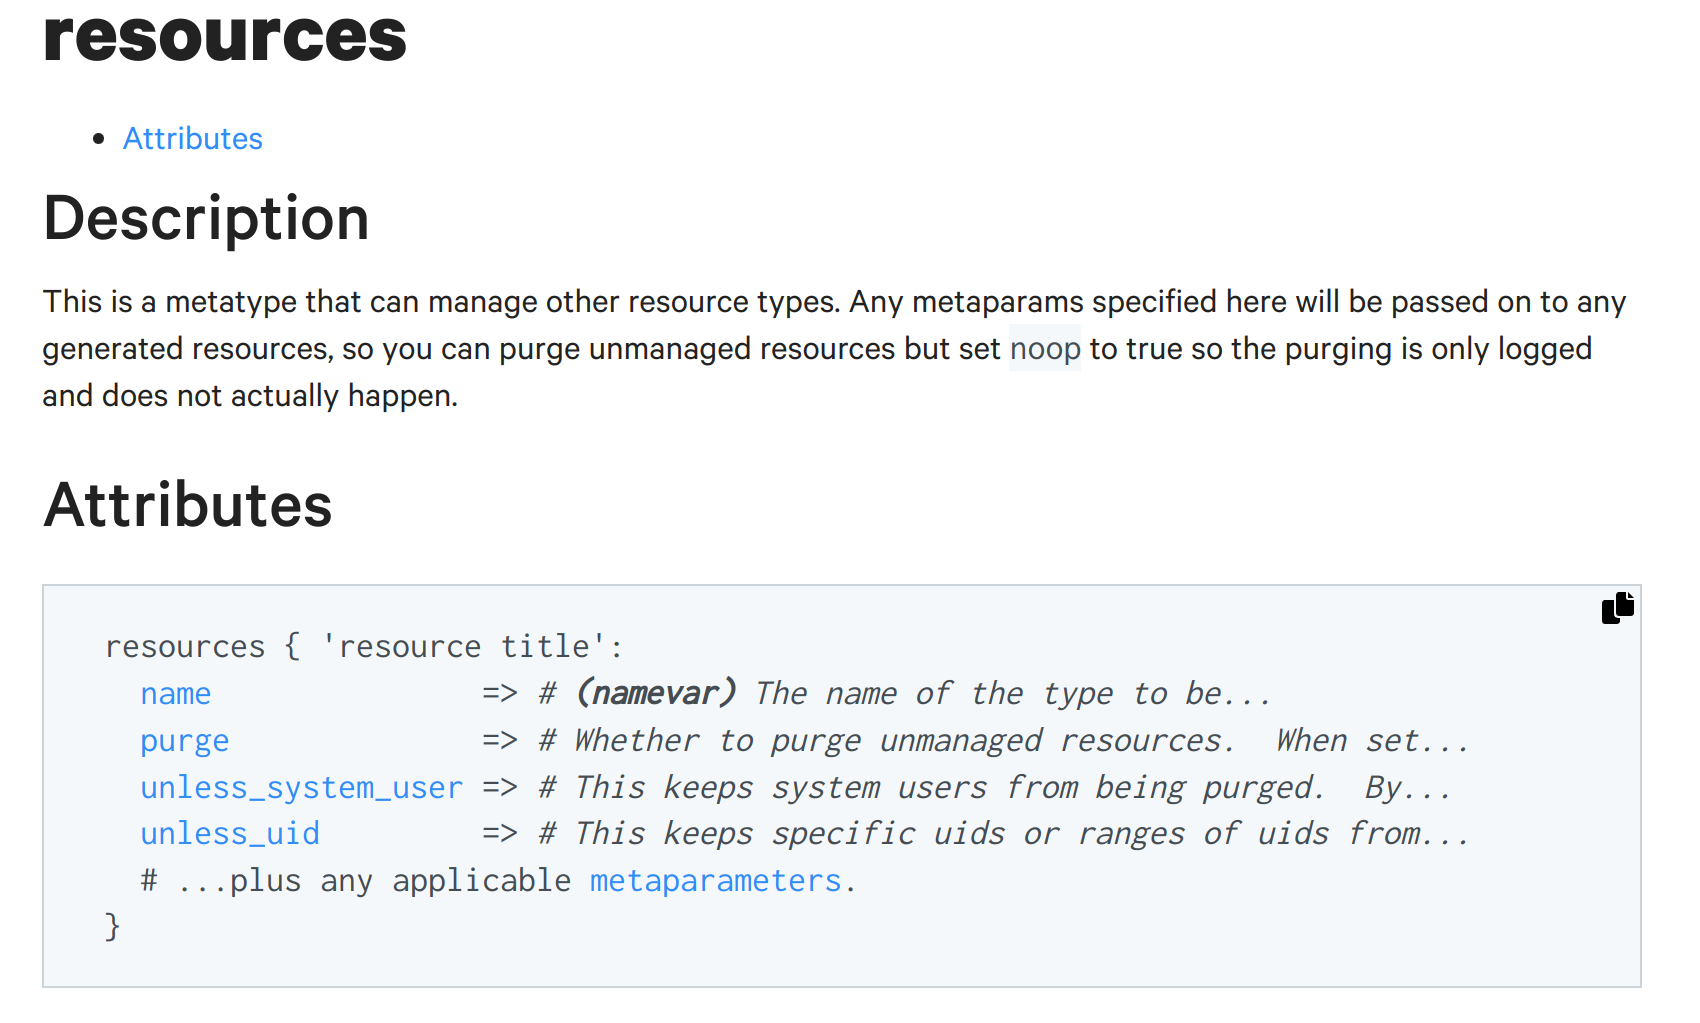 resources
Attributes
Description
This is a metatype that can manage other resource types. Any metaparams specified here will be passed on to any
generated resources, so you can purge unmanaged resources but set noop to true so the purging is only logged
and does not actually happen.
Attributes
resources { 'resource title':
  name               => # (namevar) The name of the type to be...
  purge              => # Whether to purge unmanaged resources.  When set...
  unless_system_user => # This keeps system users from being purged.  By...
  unless_uid         => # This keeps specific uids or ranges of uids from...
  # ...plus any applicable metaparameters.
}